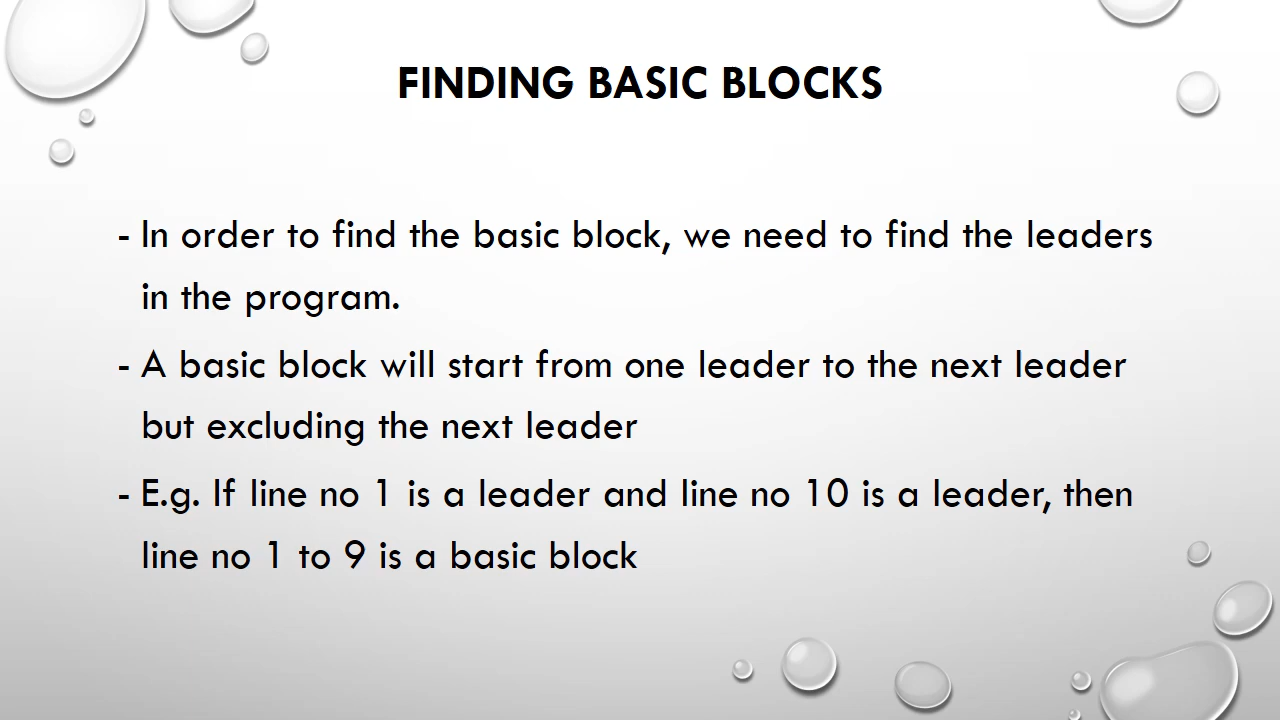 FINDING BASIC BLOCKS
- In order to find the basic block, we need to find the leaders
in the program.
- A basic block will start from one leader to the next leader
but excluding the next leader
- E.g. If line no 1 is a leader and line no 10 is a leader, then
line no 1 to 9 is a basic block